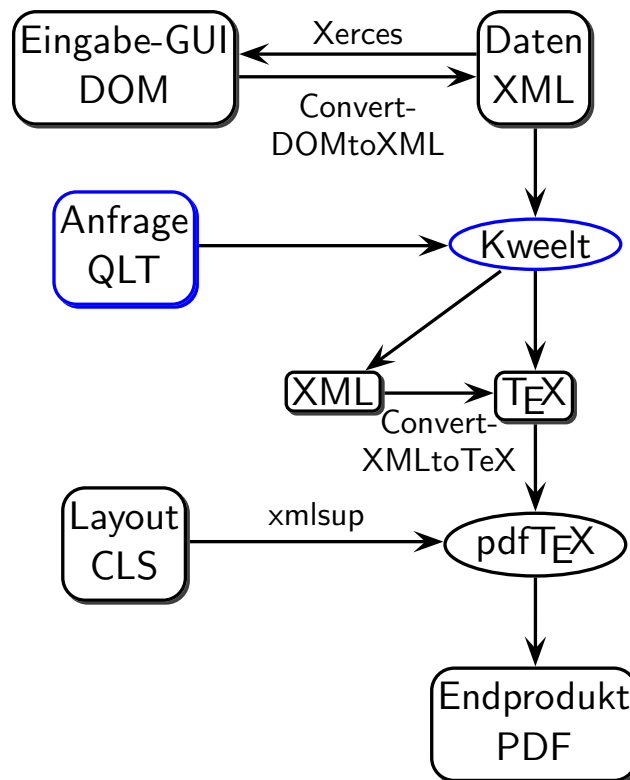 Eingabe-GUI
DOM
Xerces
Convert-
DOMtoXML
Daten
XML
Anfrage
QLT
Kweelt
XML
Convert-
XMLtoTeX
TEX
Layout
CLS
xmlsup
pdfTEX
Endprodukt
PDF